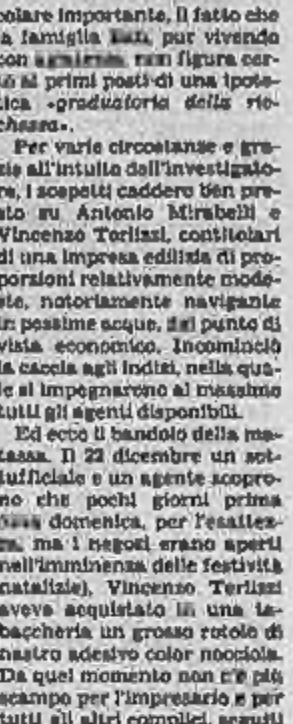 colare importante, il fatto che
a famiglia pur vivendo
con non figura cer-
ai primi posti di una ipote-
tica «graduatoria della ric-
chezza».
Per varie circostanze e gra-
zie all'intuito dell'investigato-
re, i sospetti caddero ben pre-
sto su Antonio Mirabelli e
Vincenzo Terlizzi, contitolari
di una impresa edilizia di pro-
porzioni relativamente mode-
ste, notoriamente navigante
in pessime acque, dal punto di
vista economico. Incominciò
la caccia agli indizi, nella qua-
le si impegnarono al massimo
tutti gli agenti disponibili.
Ed ecco il bandolo della ma-
tassa. Il 22 dicembre un sot-
tufficiale e un agente scopro-
no che pochi giorni prima
domenica, per l'esattez-
za, ma i negozi erano aperti
nell'imminenza delle festività
natalizie), Vincenzo Terlizzi
aveva acquistato in una ta-
baccheria un grosso rotolo di
nastro adesivo color nocciola.
Da quel momento non c'è più
scampo per l'impresario e per
tutti gli altri complici